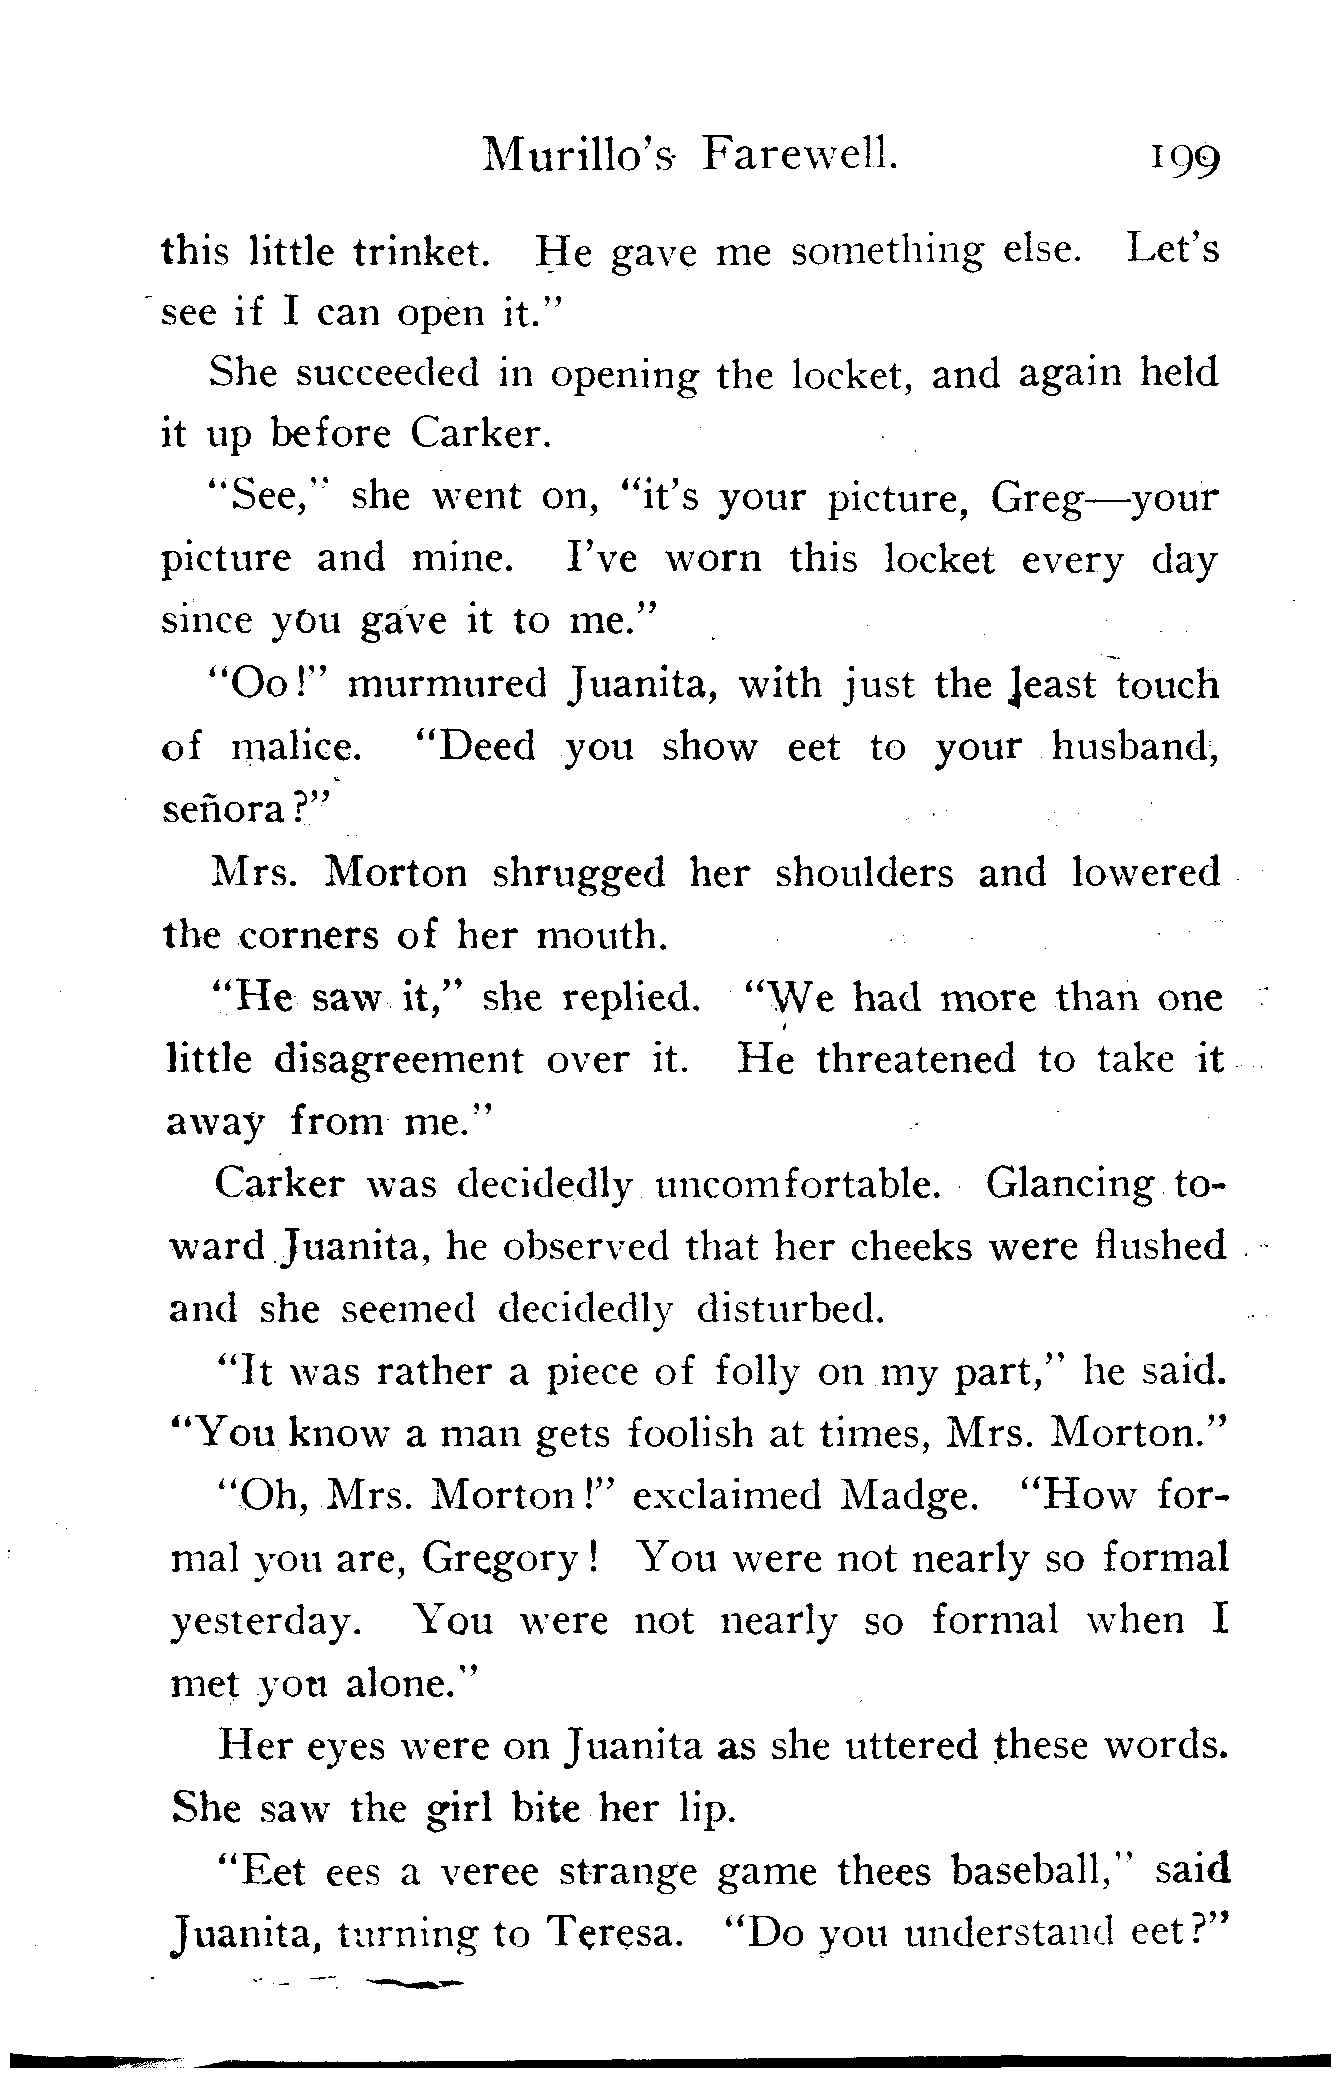 Murillo's Farewell. 199
this little trinket. He gave me something else. Let's
see if I can open it."
She succeeded in opening the locket, and again held
it up before Carker.
"See," she went on, "it's your picture, Greg—your
picture and mine. I've worn this locket every day
since you gave it to me."
"Oo!" murmured Juanita, with just the least touch
of malice. "Deed you show eet to your husband,
señora?"
Mrs. Morton shrugged her shoulders and lowered
the corners of her mouth.
"He saw it," she replied. "We had more than one
little disagreement over it. He threatened to take it
away from me."
Carker was decidedly uncomfortable. Glancing to-
ward Juanita, he observed that her cheeks were flushed
and she seemed decidedly disturbed.
"It was rather a piece of folly on my part," he said.
"You know a man gets foolish at times, Mrs. Morton."
"Oh, Mrs. Morton!" exclaimed Madge. "How for-
mal you are, Gregory! You were not nearly so formal
yesterday. You were not nearly so formal when I
met you alone."
Her eyes were on Juanita as she uttered these words.
She saw the girl bite her lip.
"Eet ees a veree strange game thees baseball," said
Juanita, turning to Teresa. "Do you understand eet?"